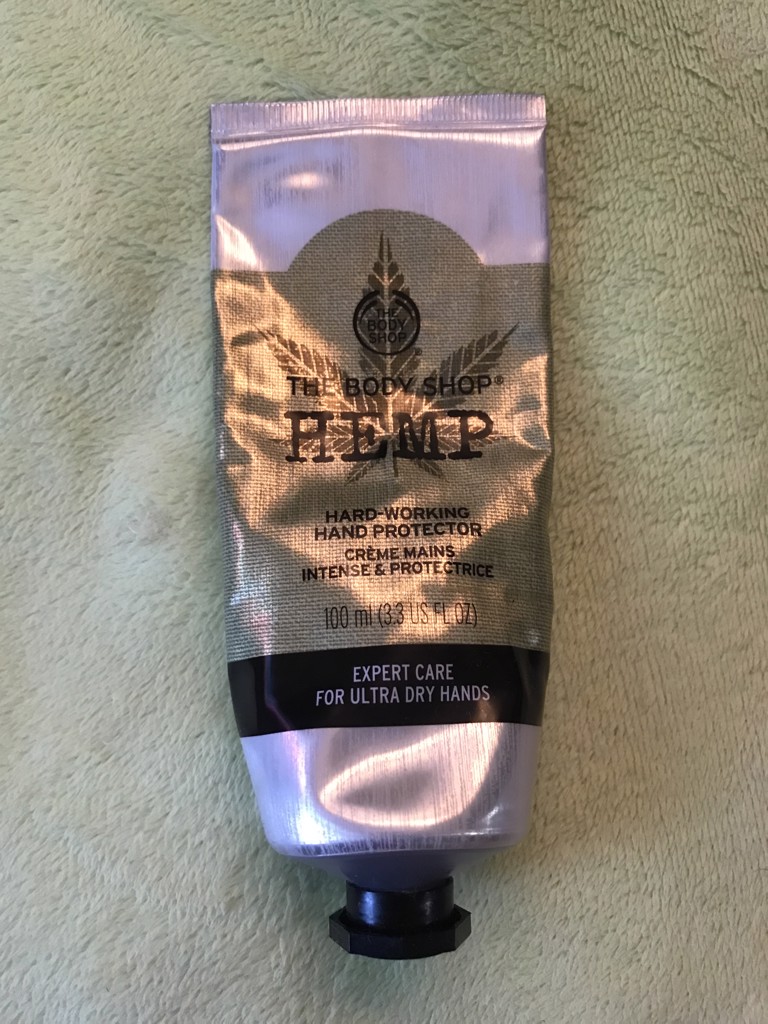 THE
BODY
SHOP
THE BODY SHOP®
HEMP
HARD-WORKING
HAND PROTECTOR
CRÈME MAINS
INTENSE & PROTECTRICE
100 ml (3.3 US FL OZ)
EXPERT CARE
FOR ULTRA DRY HANDS